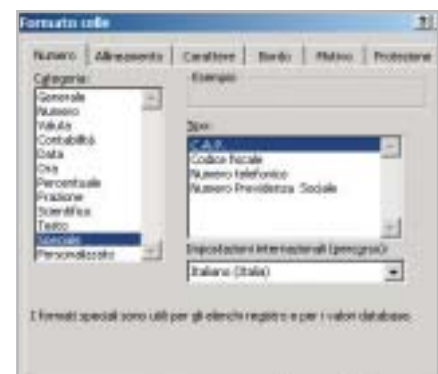 Formato celle
Numero Allineamento Carattere Bordo Motivo Protezione
Categoria:
Generale
Numero
Valuta
Contabilità
Data
Ora
Percentuale
Frazione
Scientifico
Testo
Speciale
Personalizzato
Esempio
Tipo:
C.A.P.
Codice fiscale
Numero telefonico
Numero Previdenza Sociale
Impostazioni internazionali (percorso):
Italiano (Italia)
I formati speciali sono utili per gli elenchi registro e per i valori database.